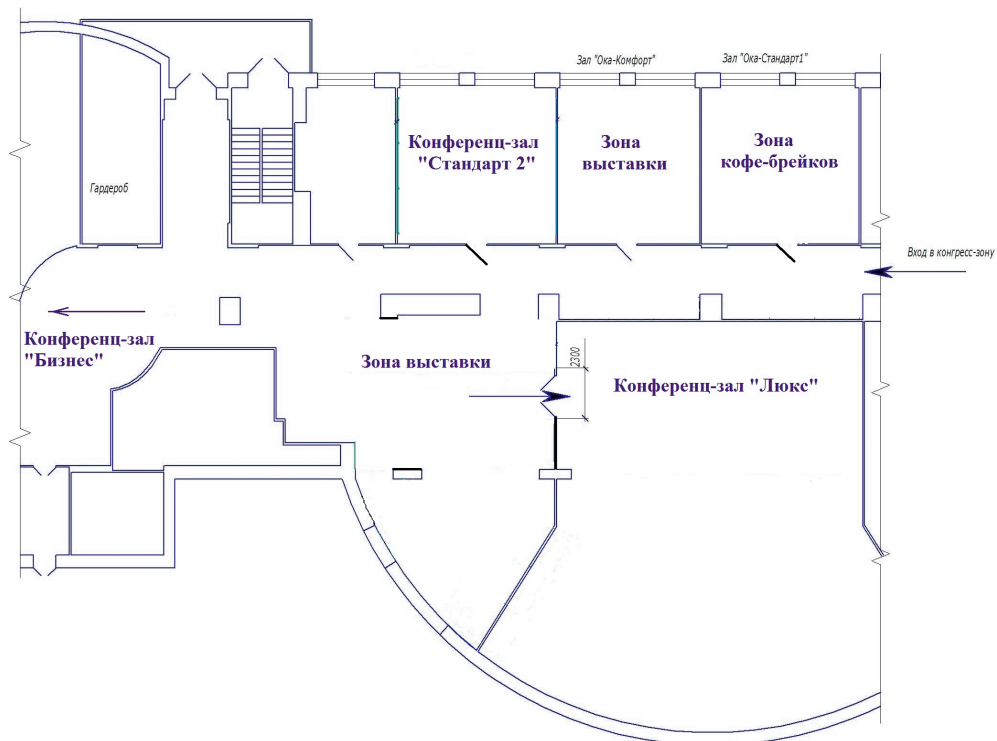 Зал "Ока-Комфорт"
Зал "Ока-Стандарт1"
Конференц-зал
"Стандарт 2"
Зона
выставки
Зона
кофе-брейков
Гардероб
Вход в конгресс-зону
Конференц-зал
"Бизнес"
Зона выставки
2300
Конференц-зал "Люкс"